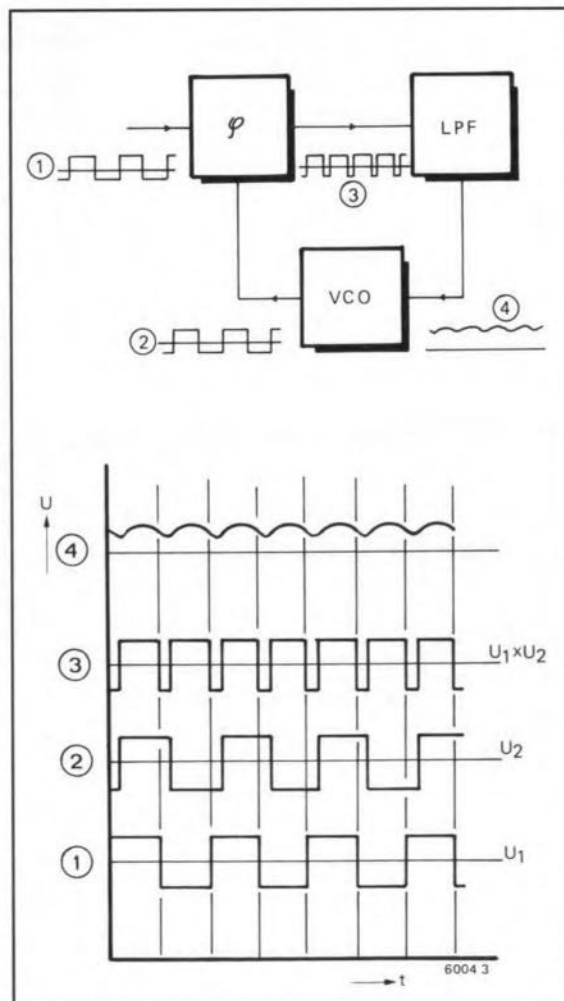 φ
LPF
①
③
VCO
④
②
U
④
③
U₁xU₂
②
U₂
①
U₁
6004 3
t